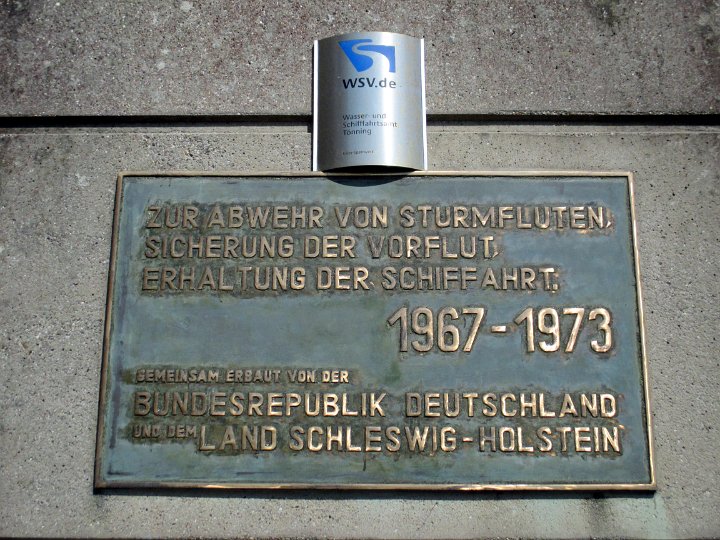 WSV.de
Wasser- und
Schifffahrtsamt
Tönning
ZUR ABWEHR VON STURMFLUTEN,
SICHERUNG DER VORFLUT,
ERHALTUNG DER SCHIFFAHRT.
1967-1973
GEMEINSAM ERBAUT VON DER
BUNDESREPUBLIK DEUTSCHLAND
UND DEM LAND SCHLESWIG-HOLSTEIN